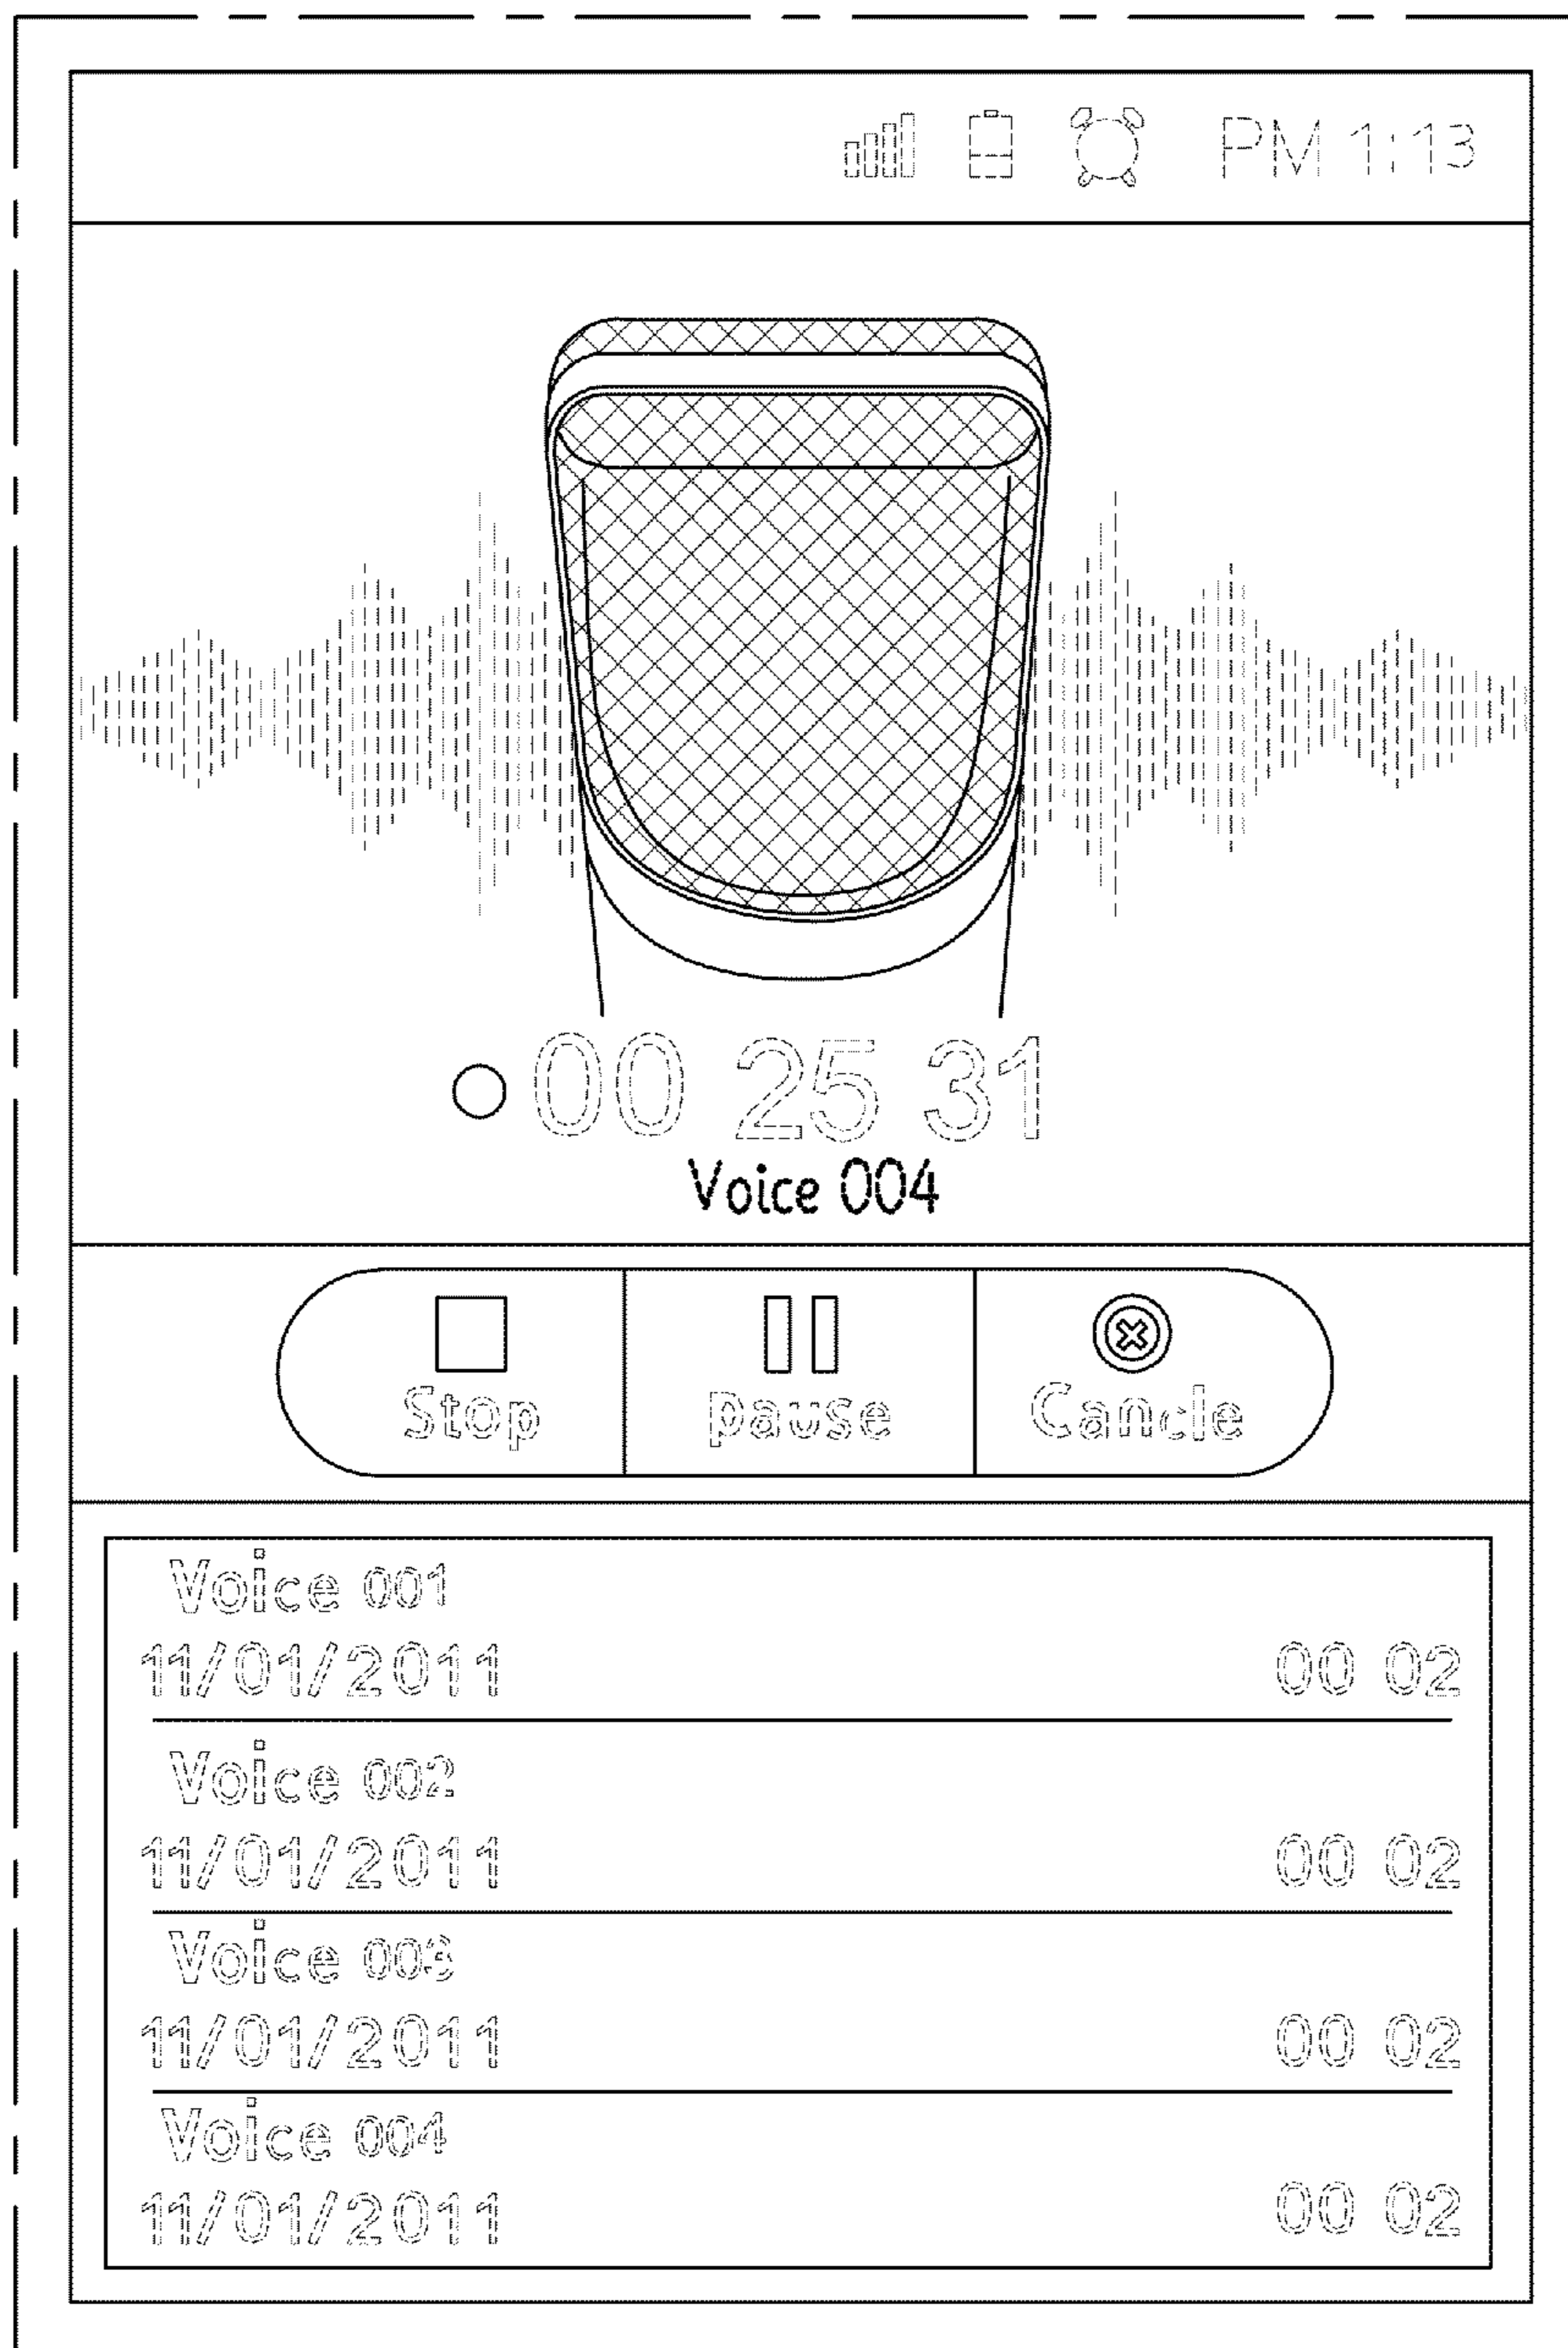 PM 1:13
00 25 31
Voice 004
Stop pause Cancle
Voice 001
11/01/2011 00 02
Voice 002
11/01/2011 00 02
Voice 003
11/01/2011 00 02
Voice 004
11/01/2011 00 02